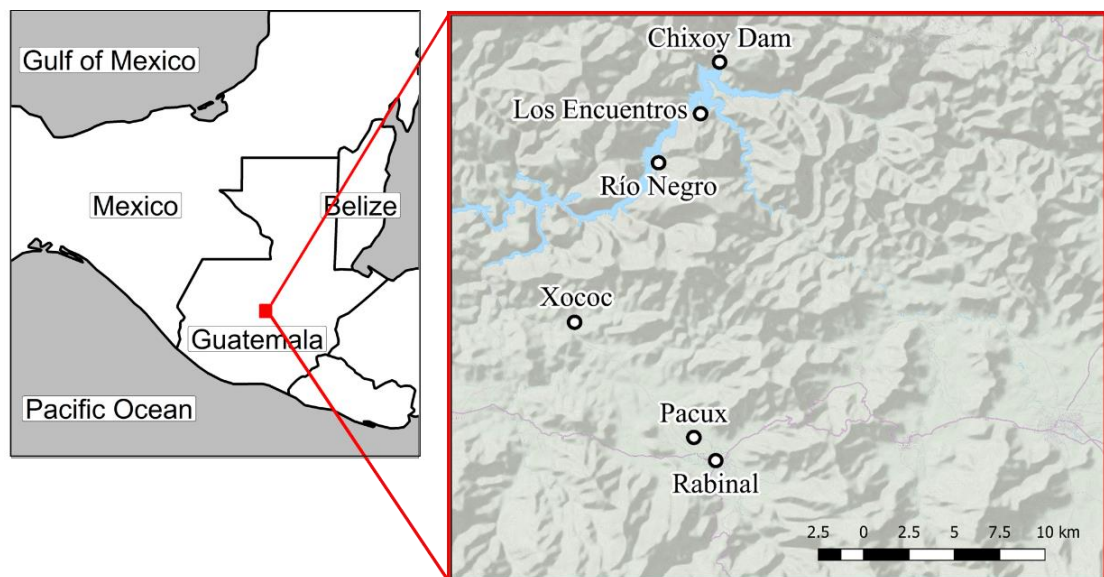 Gulf of Mexico
Mexico
Belize
Guatemala
Pacific Ocean
Chixoy Dam
Los Encuentros
Río Negro
Xococ
Pacux
Rabinal
2.5 0 2.5 5 7.5 10 km